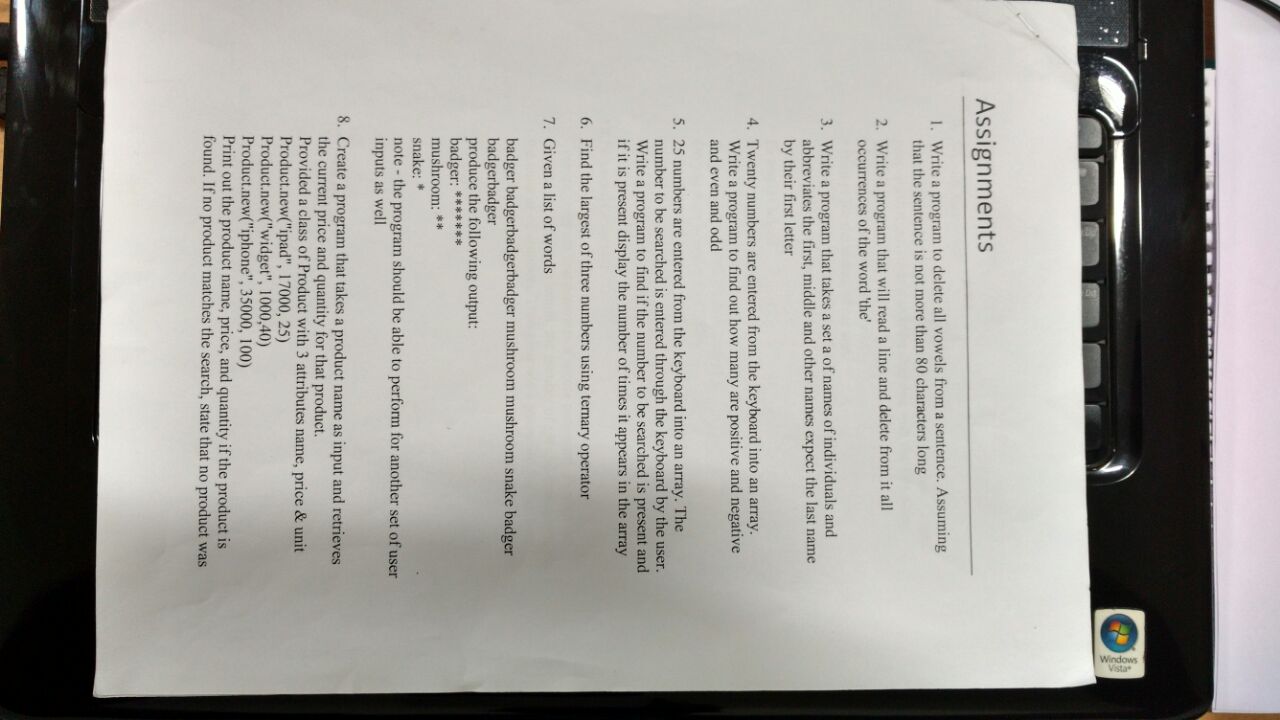 Assignments
1. Write a program to delete all vowels from a sentence. Assuming
that the sentence is not more than 80 characters long
2. Write a program that will read a line and delete from it all
occurrences of the word 'the'
3. Write a program that takes a set a of names of individuals and
abbreviates the first, middle and other names expect the last name
by their first letter
4. Twenty numbers are entered from the keyboard into an array.
Write a program to find out how many are positive and negative
and even and odd
5. 25 numbers are entered from the keyboard into an array. The
number to be searched is entered through the keyboard by the user.
Write a program to find if the number to be searched is present and
if it is present display the number of times it appears in the array
6. Find the largest of three numbers using ternary operator
7. Given a list of words
badger badgerbadgerbadgerbadger mushroom mushroom snake badger
badgerbadger
produce the following output:
badger: *******
mushroom: **
snake: *
note - the program should be able to perform for another set of user
inputs as well
8. Create a program that takes a product name as input and retrieves
the current price and quantity for that product.
Provided a class of Product with 3 attributes name, price & unit
Product.new("ipad", 17000, 25)
Product.new("widget", 1000,40)
Product.new("iphone", 35000, 100)
Print out the product name, price, and quantity if the product is
found. If no product matches the search, state that no product was
Windows
Vista